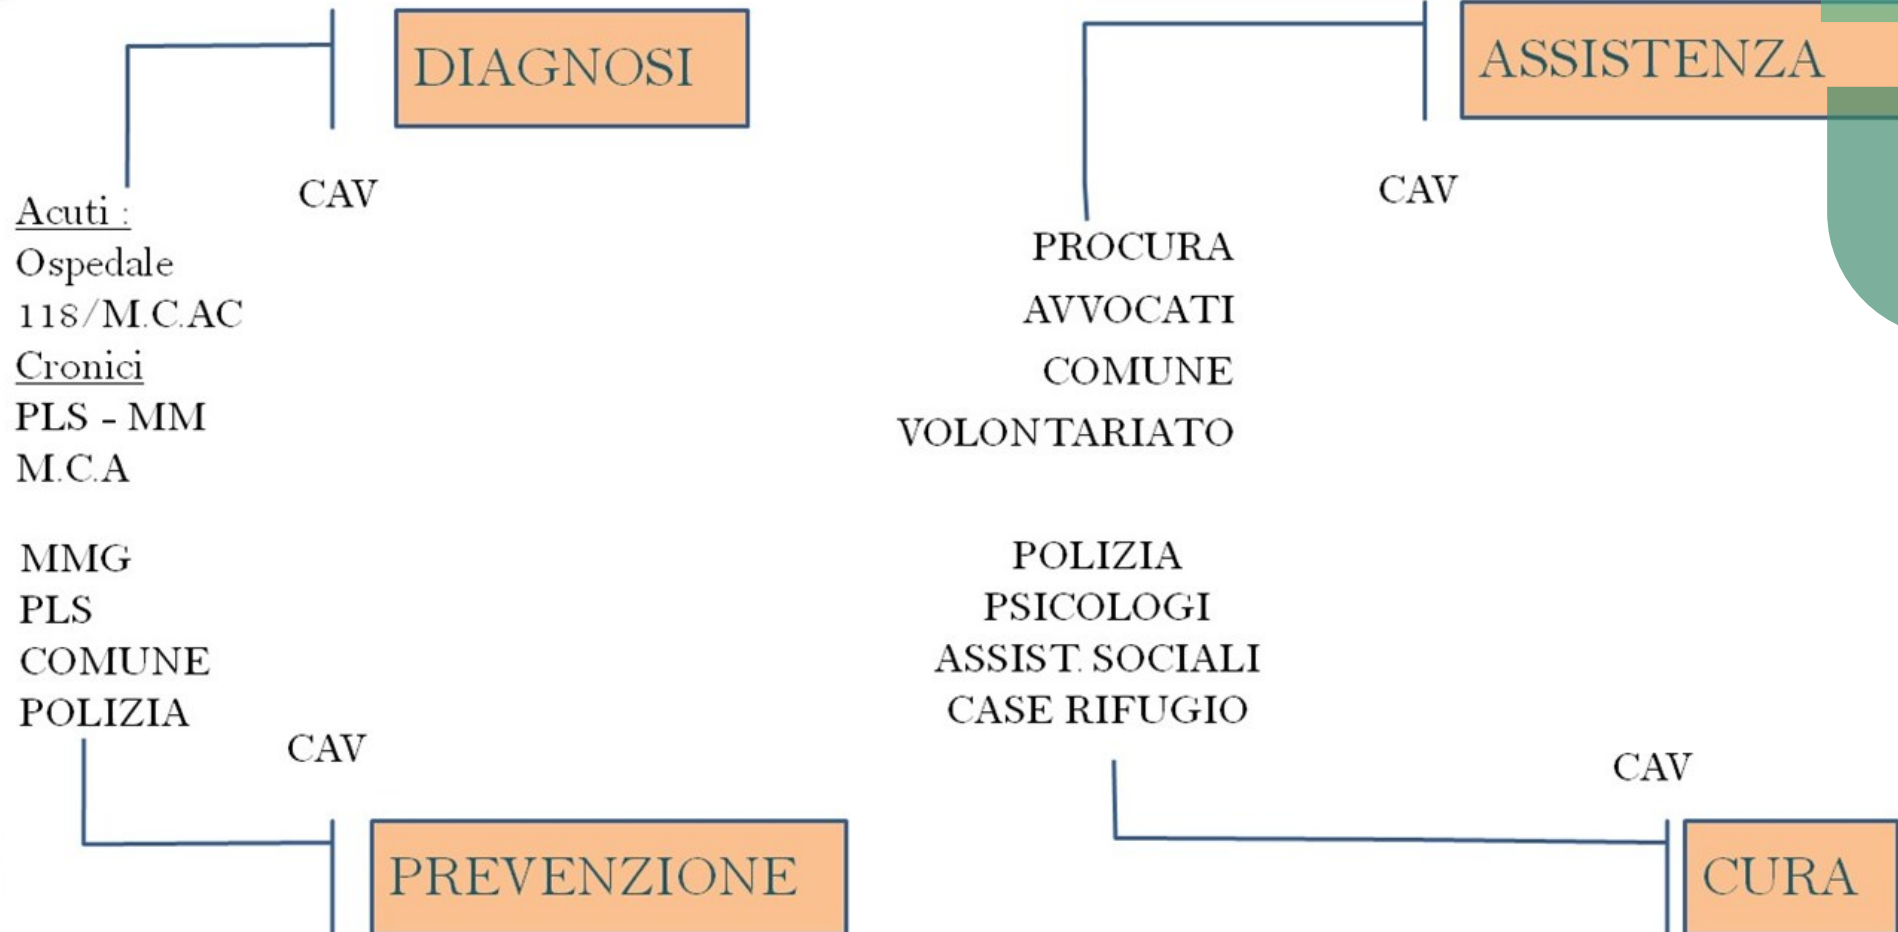 DIAGNOSI
CAV
Acuti :
Ospedale
118/M.C.AC
Cronici
PLS - MM
M.C.A
MMG
PLS
COMUNE
POLIZIA
CAV
PREVENZIONE
ASSISTENZA
CAV
PROCURA
AVVOCATI
COMUNE
VOLONTARIATO
POLIZIA
PSICOLOGI
ASSIST. SOCIALI
CASE RIFUGIO
CAV
CURA